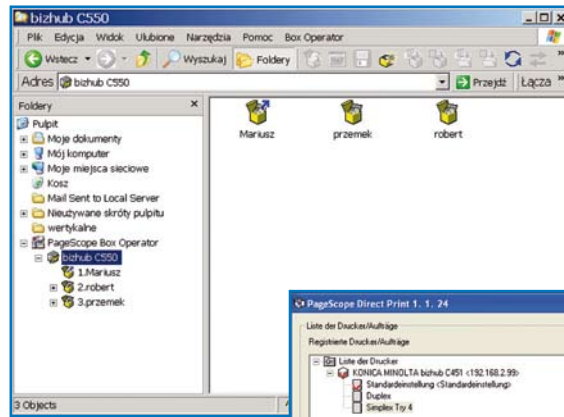 bizhub C550
Plik Edycja Widok Ulubione Narzędzia Pomoc Box Operator
Wstecz Wyszukaj Foldery
Adres bizhub C550 Przejdź Łącza
Foldery
Pulpit
Moje dokumenty
Mój komputer
Moje miejsca sieciowe
Kosz
Mail Sent to Local Server
Nieużywane skróty pulpitu
wertykalne
PageScope Box Operator
bizhub C550
1.Mariusz
2.robert
3.przemek
Mariusz przemek robert
3 Objects
PageScope Direct Print 1. 1. 24
Liste der Drucker/Aufträge
Registrierte Drucker/Aufträge
Liste der Drucker
KONICA MINOLTA bizhub C451 <192.168.2.99>
Standardeinstellung <Standardeinstellung>
Duplex
Simplex Try 4